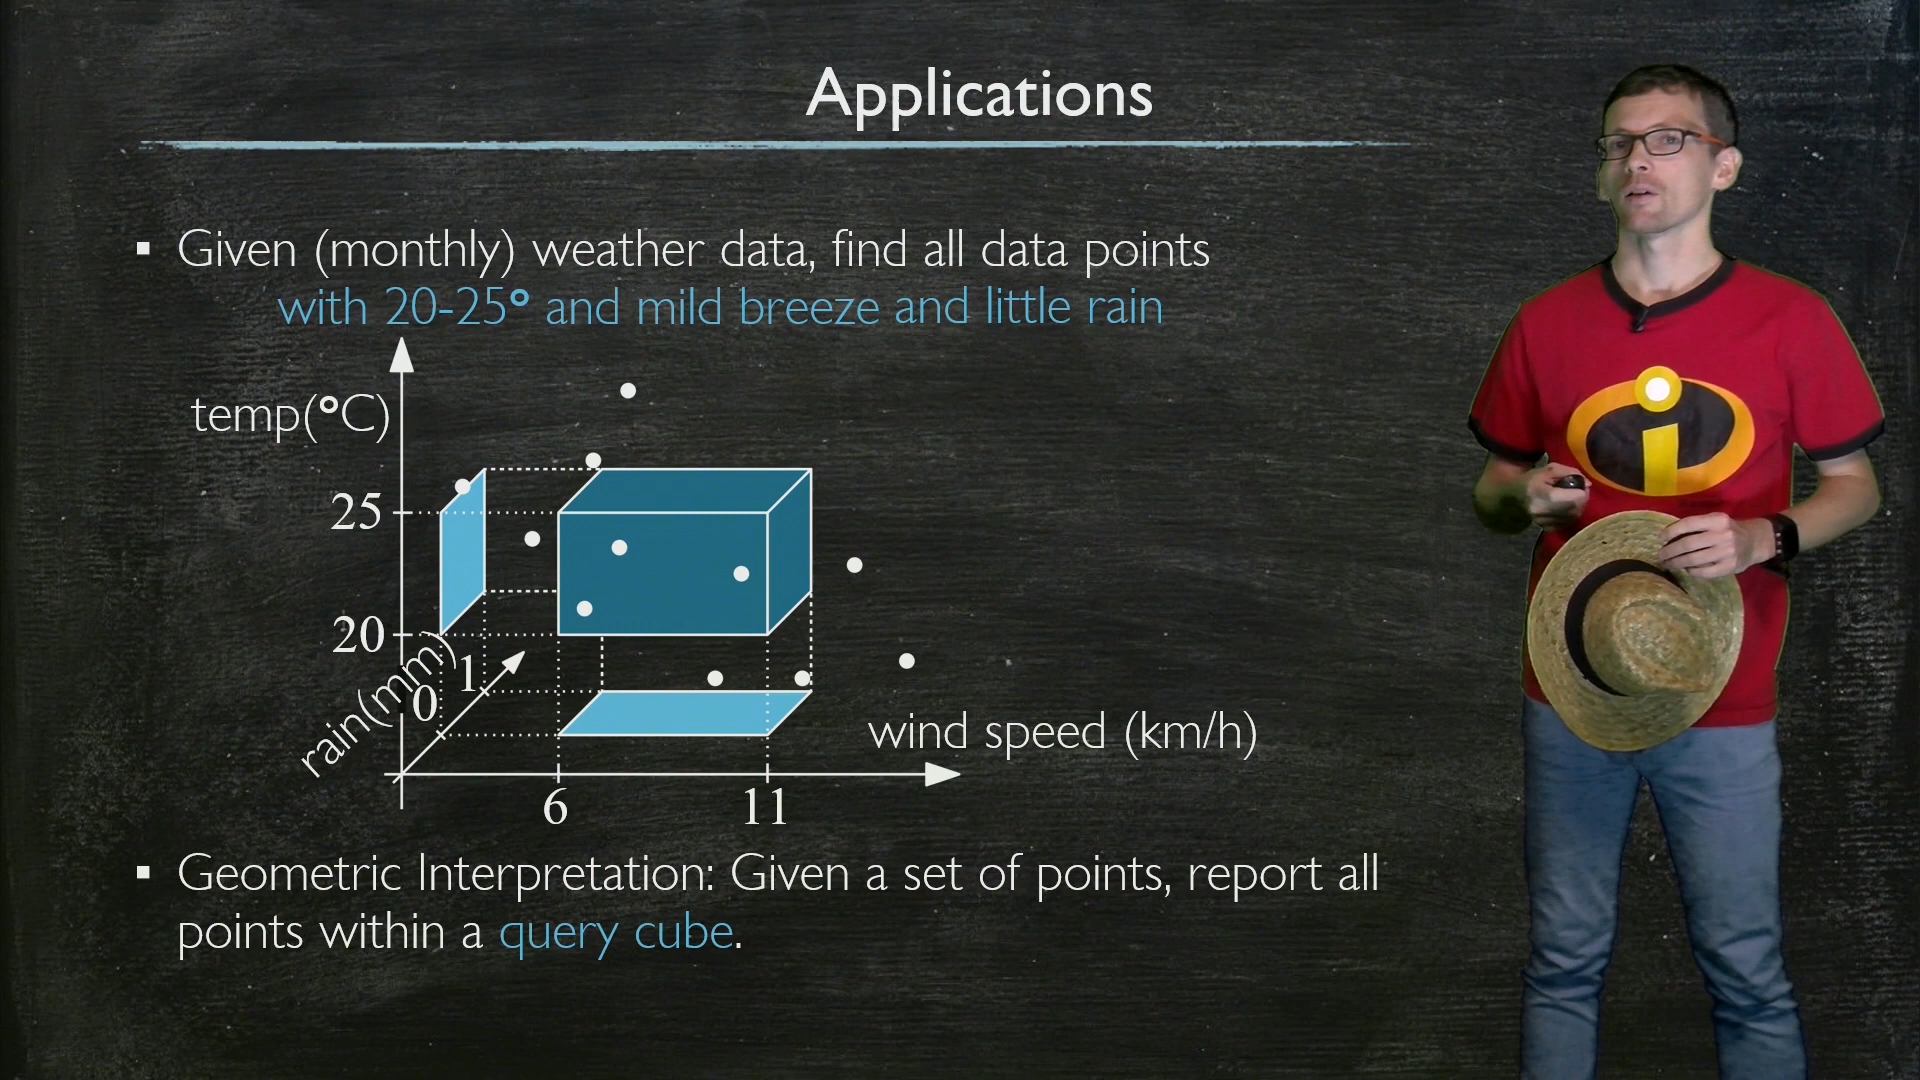 Applications
▪ Given (monthly) weather data, find all data points
with 20-25° and mild breeze and little rain
temp(°C)
25
20
rain(mm)
0
1
wind speed (km/h)
6
11
▪ Geometric Interpretation: Given a set of points, report all
points within a query cube.
i